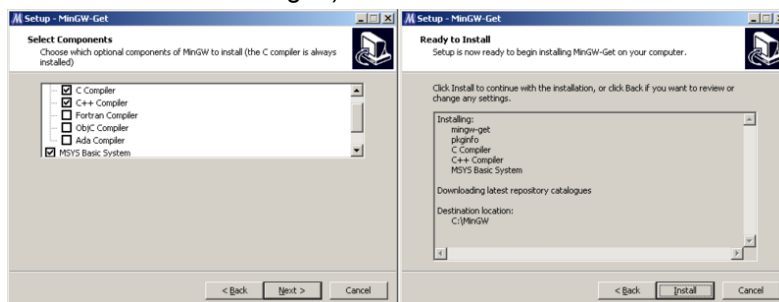 Setup - MinGW-Get
Select Components
Choose which optional components of MinGW to install (the C compiler is always
installed)
C Compiler
C++ Compiler
Fortran Compiler
ObjC Compiler
Ada Compiler
MSYS Basic System
< Back
Next >
Cancel
Setup - MinGW-Get
Ready to Install
Setup is now ready to begin installing MinGW-Get on your computer.
Click Install to continue with the installation, or click Back if you want to review or
change any settings.
Installing:
mingw-get
pkginfo
C Compiler
C++ Compiler
MSYS Basic System
Downloading latest repository catalogues
Destination location:
C:\MinGW
< Back
Install
Cancel